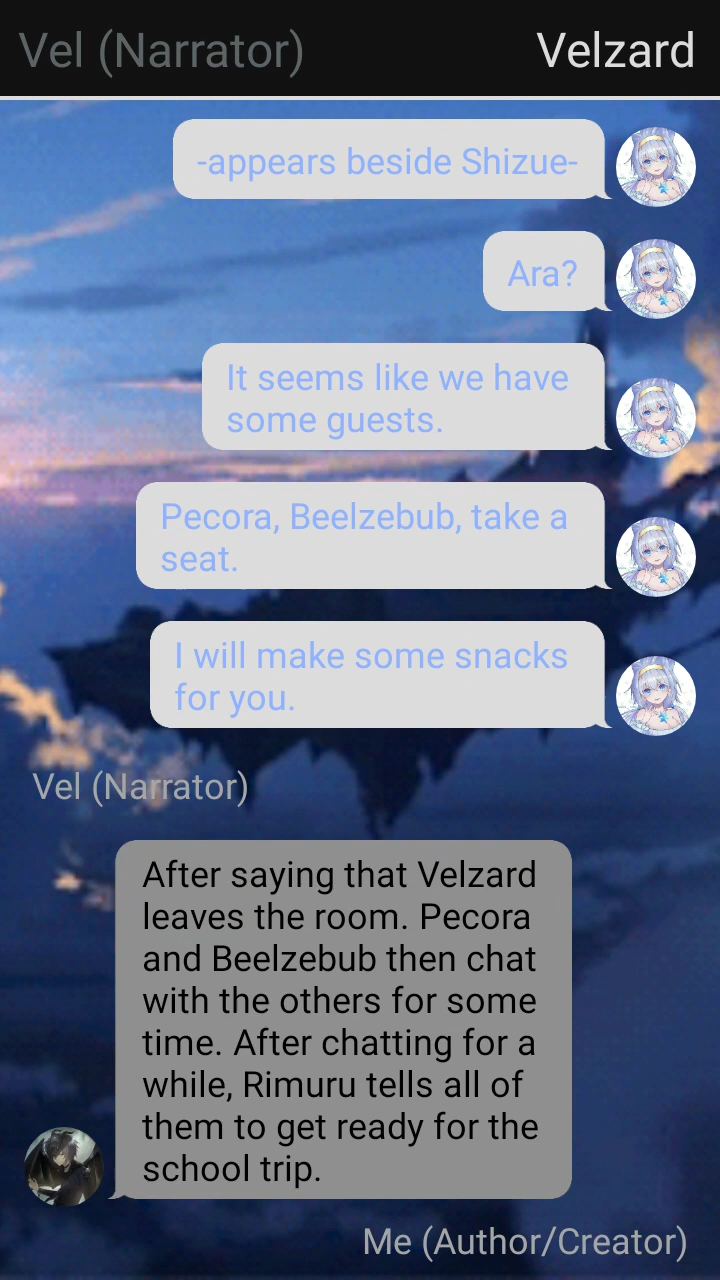 Vel (Narrator) Velzard
-appears beside Shizue-
Ara?
It seems like we have
some guests.
Pecora, Beelzebub, take a
seat.
I will make some snacks
for you.
Vel (Narrator)
After saying that Velzard
leaves the room. Pecora
and Beelzebub then chat
with the others for some
time. After chatting for a
while, Rimuru tells all of
them to get ready for the
school trip.
Me (Author/Creator)